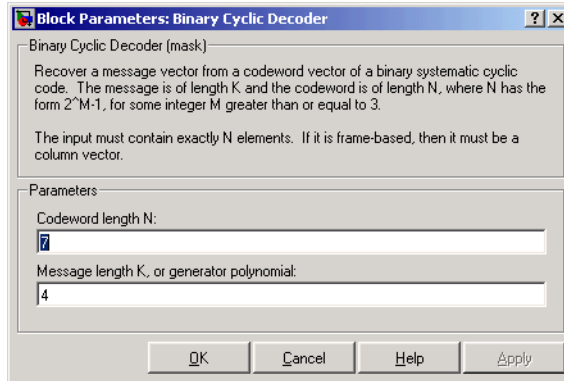 Block Parameters: Binary Cyclic Decoder
Binary Cyclic Decoder (mask)
Recover a message vector from a codeword vector of a binary systematic cyclic
code. The message is of length K and the codeword is of length N, where N has the
form 2^M-1, for some integer M greater than or equal to 3.
The input must contain exactly N elements. If it is frame-based, then it must be a
column vector.
Parameters
Codeword length N:
7
Message length K, or generator polynomial:
4
OK Cancel Help Apply